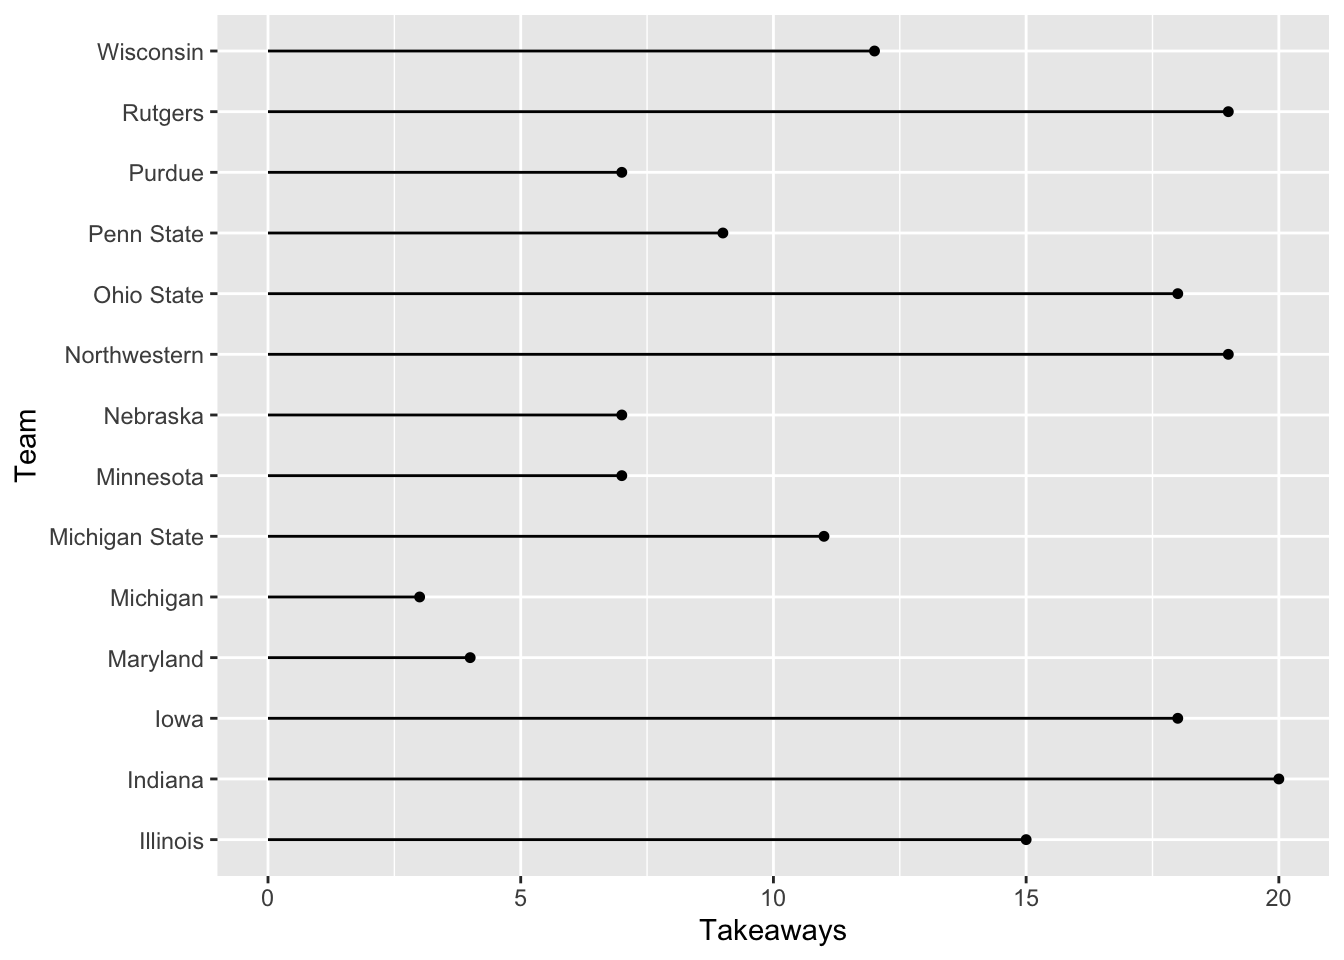 Wisconsin
Rutgers
Purdue
Penn State
Ohio State
Northwestern
Nebraska
Minnesota
Michigan State
Michigan
Maryland
Iowa
Indiana
Illinois
Team
0 5 10 15 20
Takeaways